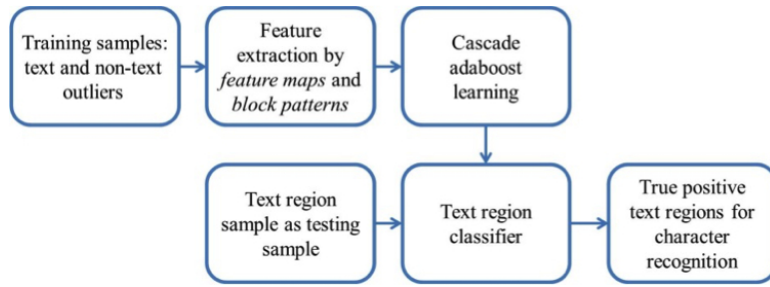 Training samples:
text and non-text
outliers
Feature
extraction by
feature maps and
block patterns
Cascade
adaboost
learning
Text region
sample as testing
sample
Text region
classifier
True positive
text regions for
character
recognition